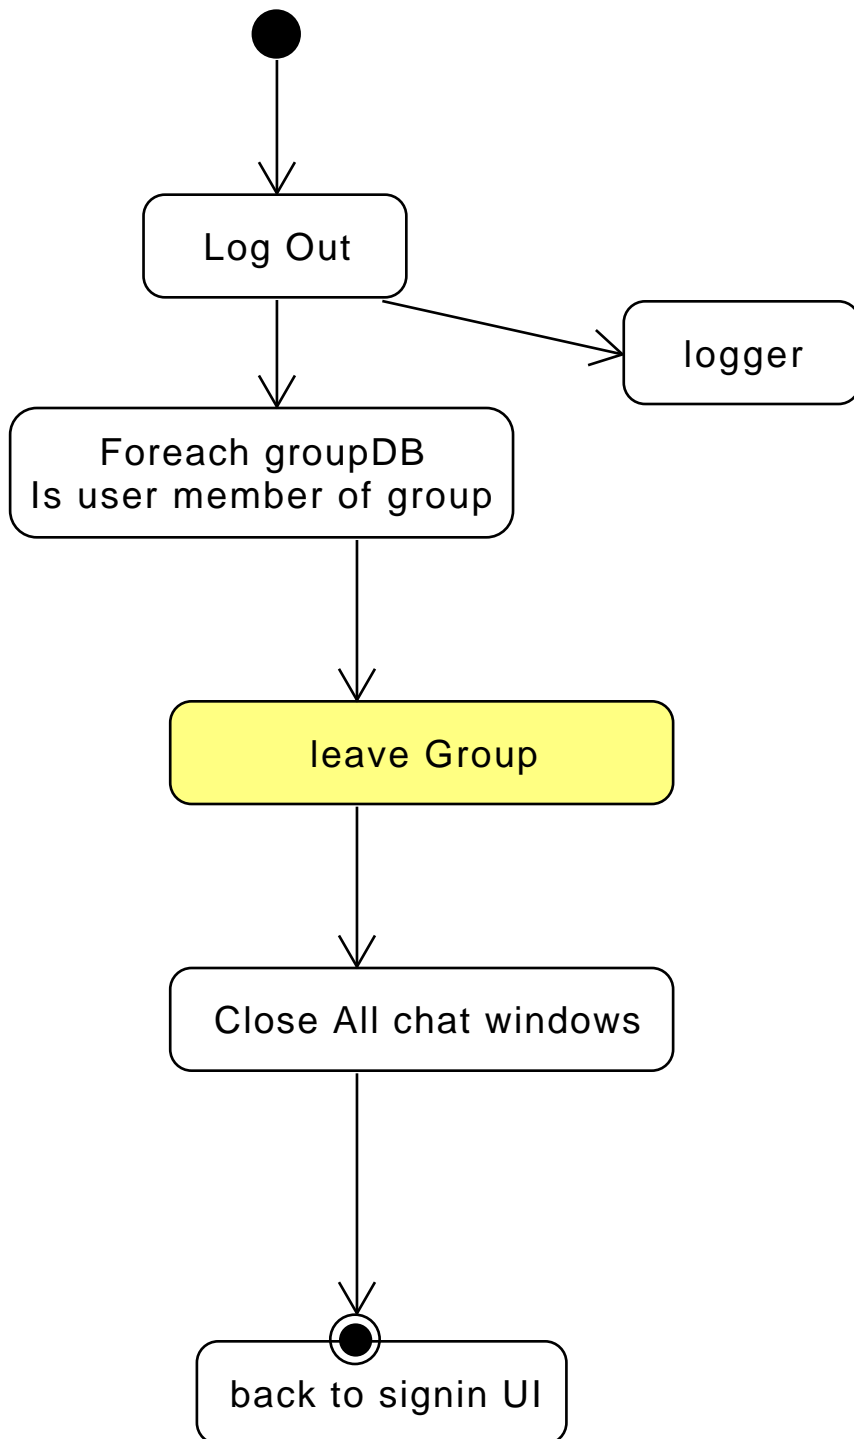 Log Out
logger
Foreach groupDB
Is user member of group
leave Group
Close All chat windows
back to signin UI